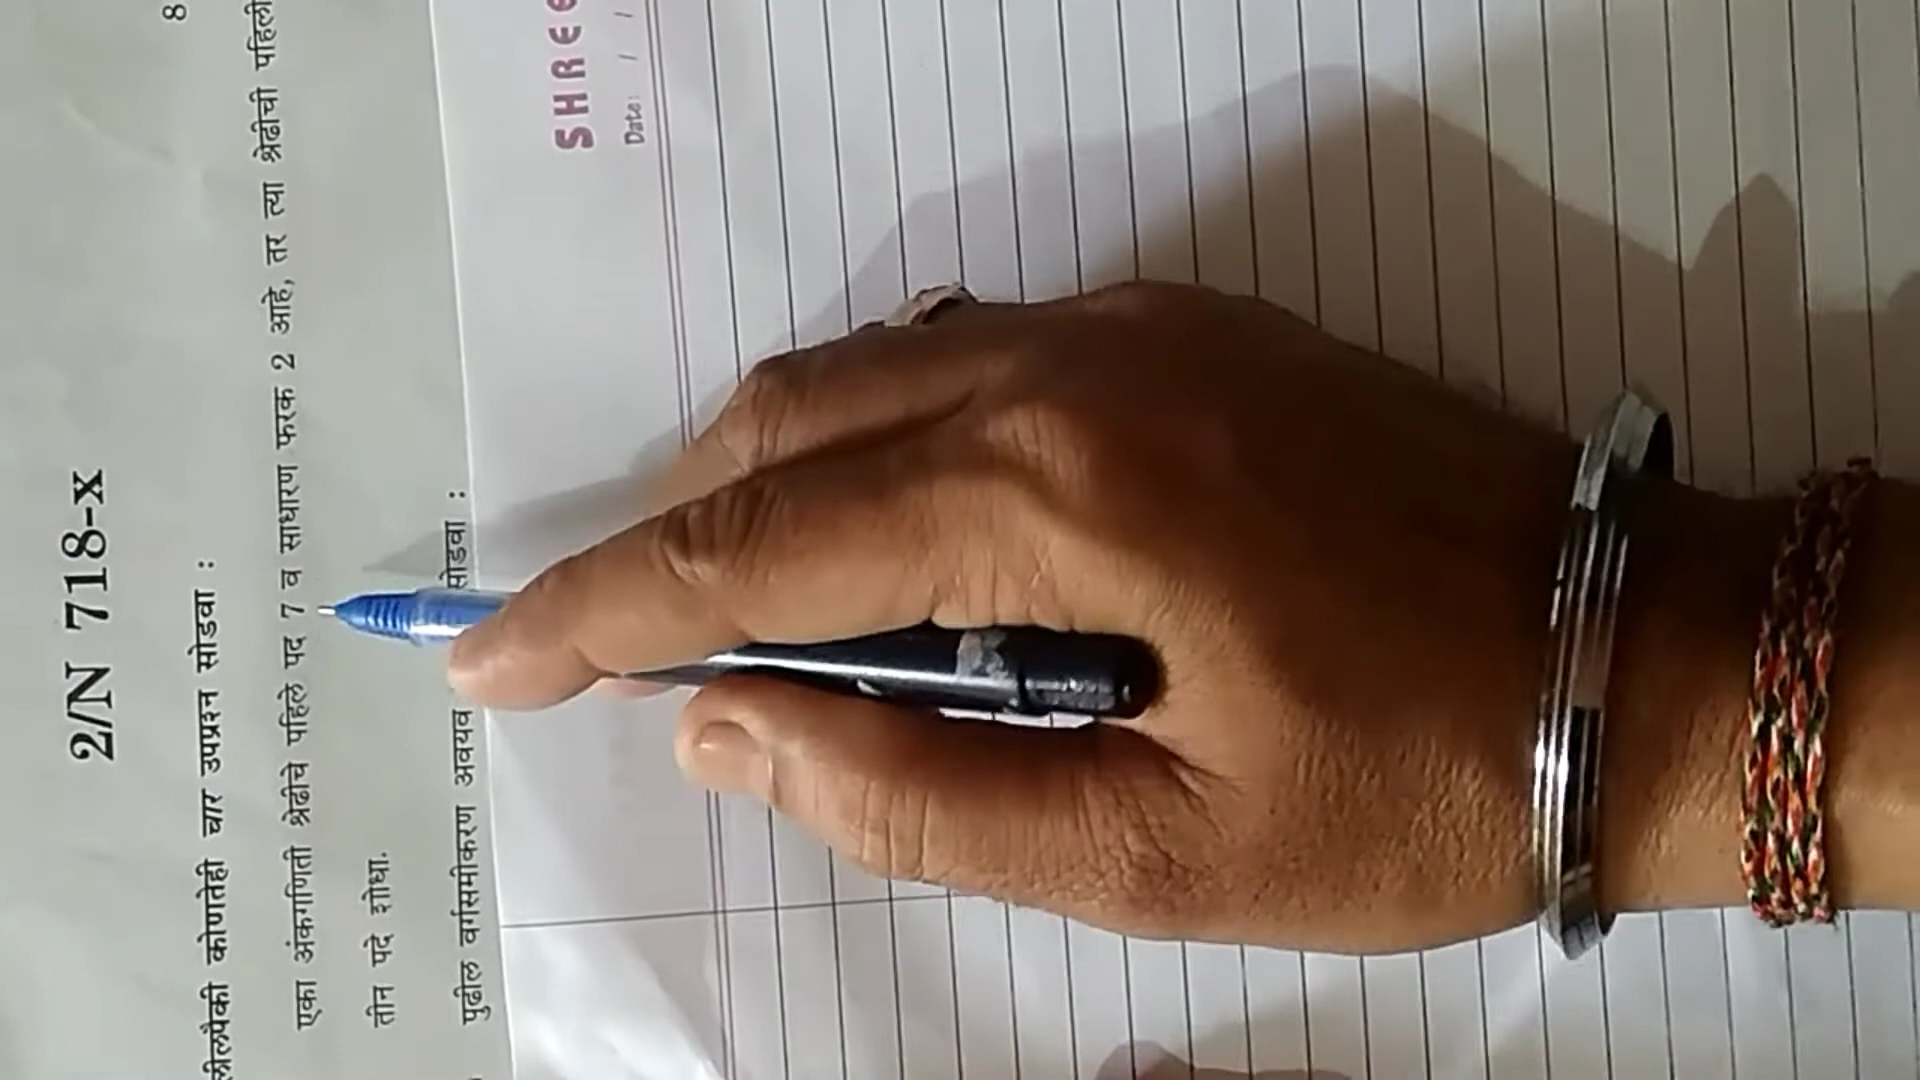 2/N 718-x
लीलपैकी कोणतेही चार उपप्रश्न सोडवा : 8
एका अंकगणिती श्रेढीचे पहिले पद 7 व साधारण फरक 2 आहे, तर त्या श्रेढीची पहिली
तीन पदे शोधा.
पुढील वर्गसमीकरण अवयव सोडवा :
SHREE
Date: / /